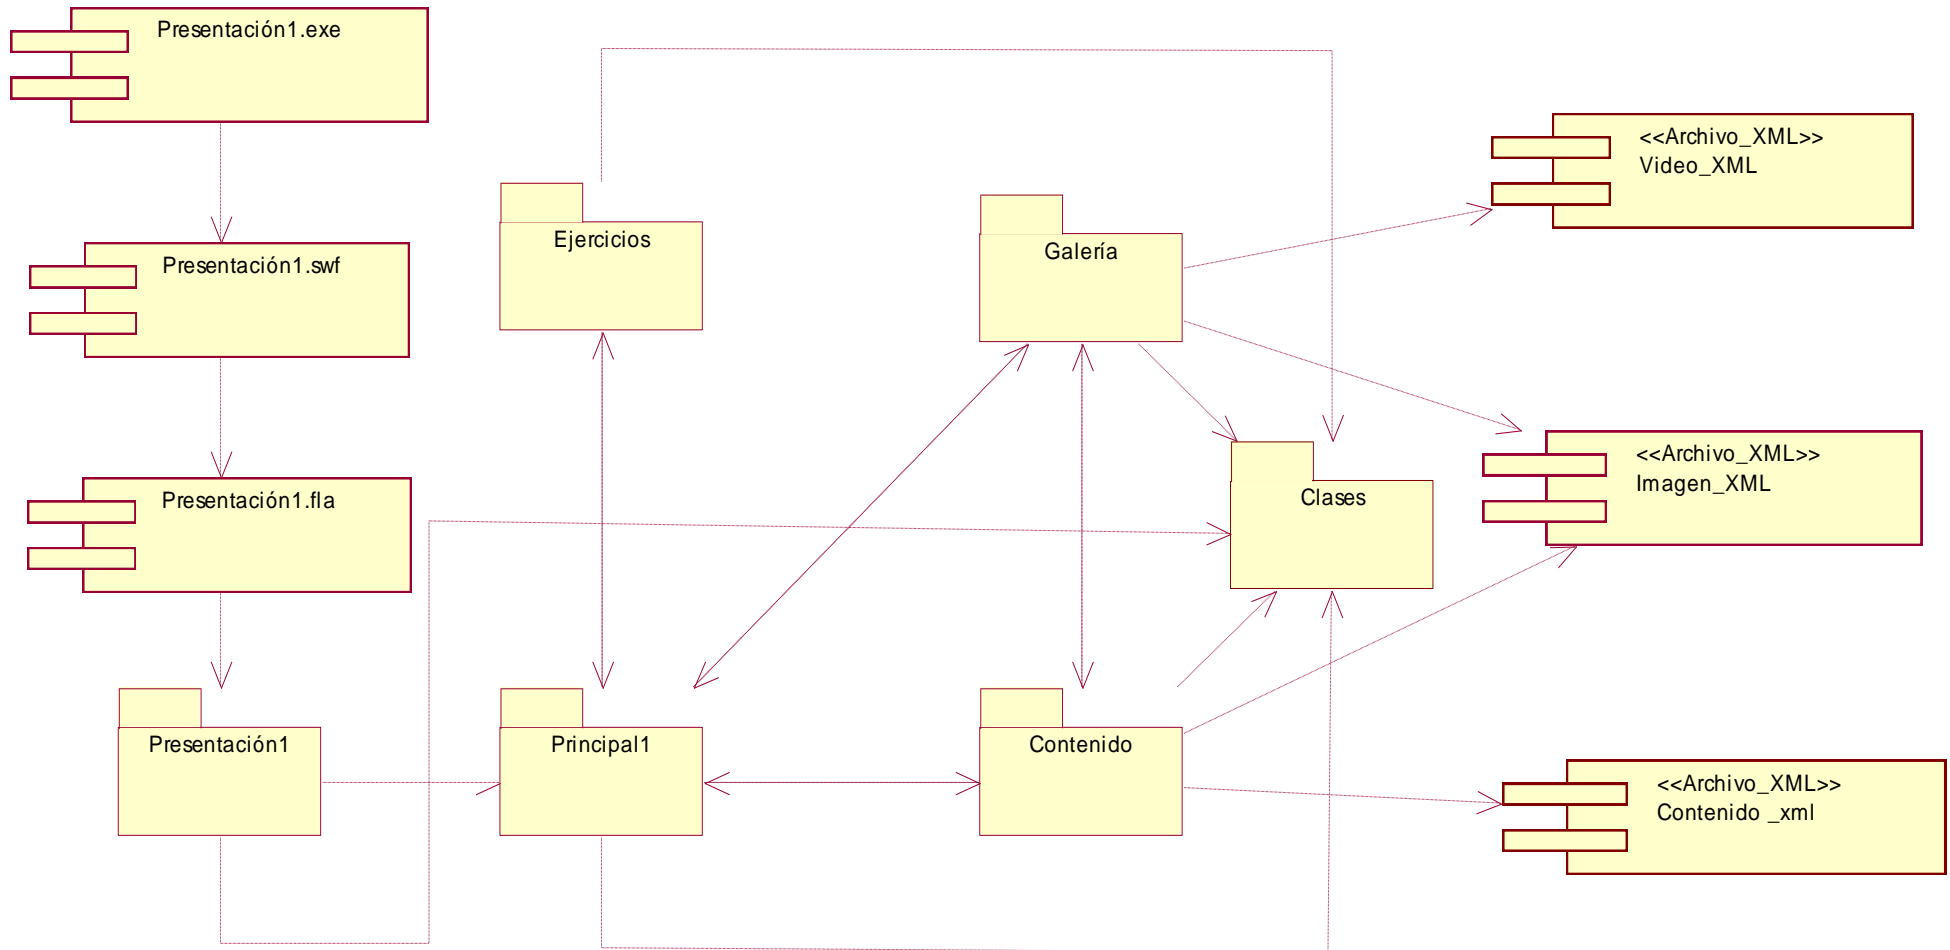 Presentación1.exe
<<Archivo_XML>>
Video_XML
Ejercicios
Galería
Presentación1.swf
<<Archivo_XML>>
Imagen_XML
Clases
Presentación1.fla
Presentación1
Principal1
Contenido
<<Archivo_XML>>
Contenido _xml